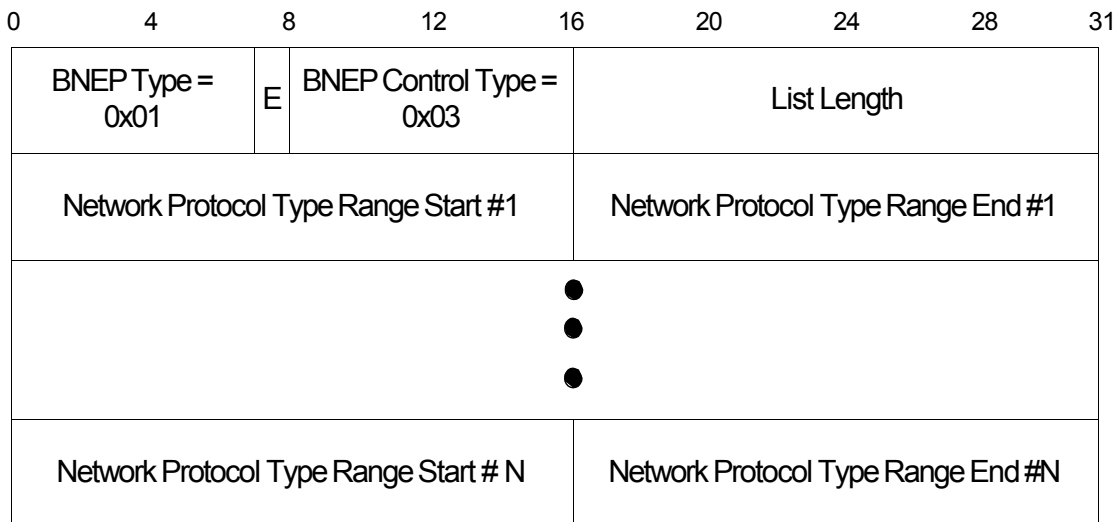 0 4 8 12 16 20 24 28 31
BNEP Type =
0x01
E
BNEP Control Type =
0x03
List Length
Network Protocol Type Range Start #1
Network Protocol Type Range End #1
Network Protocol Type Range Start # N
Network Protocol Type Range End #N